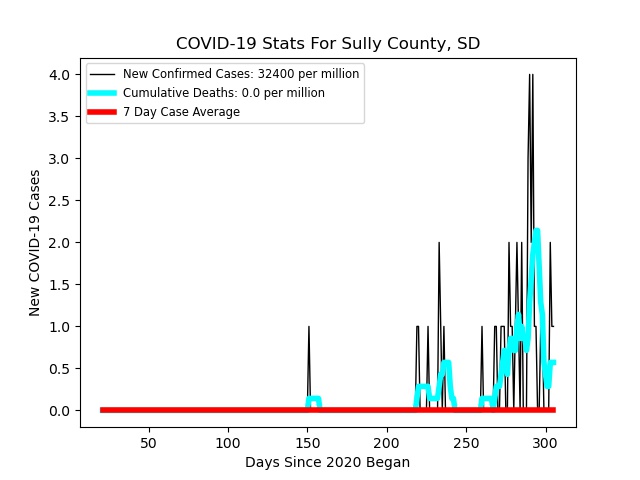 COVID-19 Stats For Sully County, SD
New Confirmed Cases: 32400 per million
Cumulative Deaths: 0.0 per million
7 Day Case Average
4.0
3.5
3.0
2.5
2.0
1.5
1.0
0.5
0.0
New COVID-19 Cases
50 100 150 200 250 300
Days Since 2020 Began